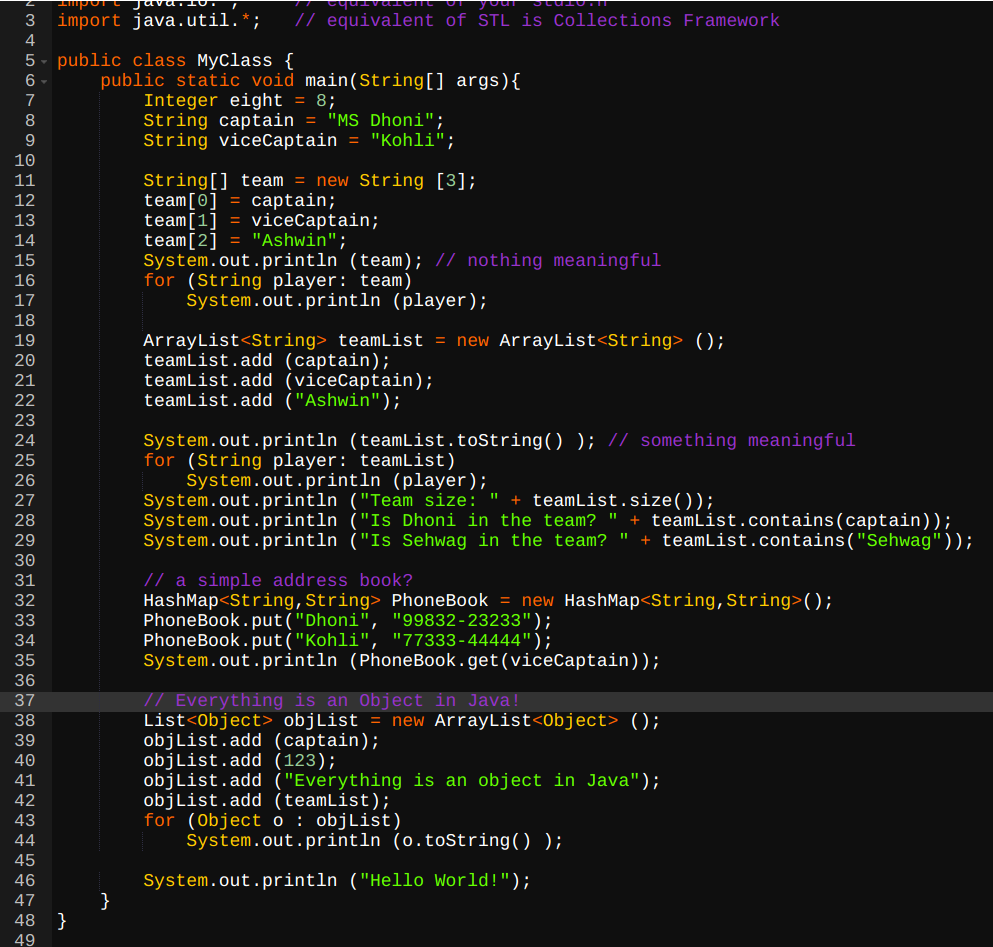 2 import java.io.*; // equivalent of your stdio.h
3 import java.util.*; // equivalent of STL is Collections Framework
4
5 public class MyClass {
6 public static void main(String[] args){
7 Integer eight = 8;
8 String captain = "MS Dhoni";
9 String viceCaptain = "Kohli";
10
11 String[] team = new String [3];
12 team[0] = captain;
13 team[1] = viceCaptain;
14 team[2] = "Ashwin";
15 System.out.println (team); // nothing meaningful
16 for (String player: team)
17 System.out.println (player);
18
19 ArrayList<String> teamList = new ArrayList<String> ();
20 teamList.add (captain);
21 teamList.add (viceCaptain);
22 teamList.add ("Ashwin");
23
24 System.out.println (teamList.toString() ); // something meaningful
25 for (String player: teamList)
26 System.out.println (player);
27 System.out.println ("Team size: " + teamList.size());
28 System.out.println ("Is Dhoni in the team? " + teamList.contains(captain));
29 System.out.println ("Is Sehwag in the team? " + teamList.contains("Sehwag"));
30
31 // a simple address book?
32 HashMap<String,String> PhoneBook = new HashMap<String,String>();
33 PhoneBook.put("Dhoni", "99832-23233");
34 PhoneBook.put("Kohli", "77333-44444");
35 System.out.println (PhoneBook.get(viceCaptain));
36
37 // Everything is an Object in Java!
38 List<Object> objList = new ArrayList<Object> ();
39 objList.add (captain);
40 objList.add (123);
41 objList.add ("Everything is an object in Java");
42 objList.add (teamList);
43 for (Object o : objList)
44 System.out.println (o.toString() );
45
46 System.out.println ("Hello World!");
47 }
48 }
49